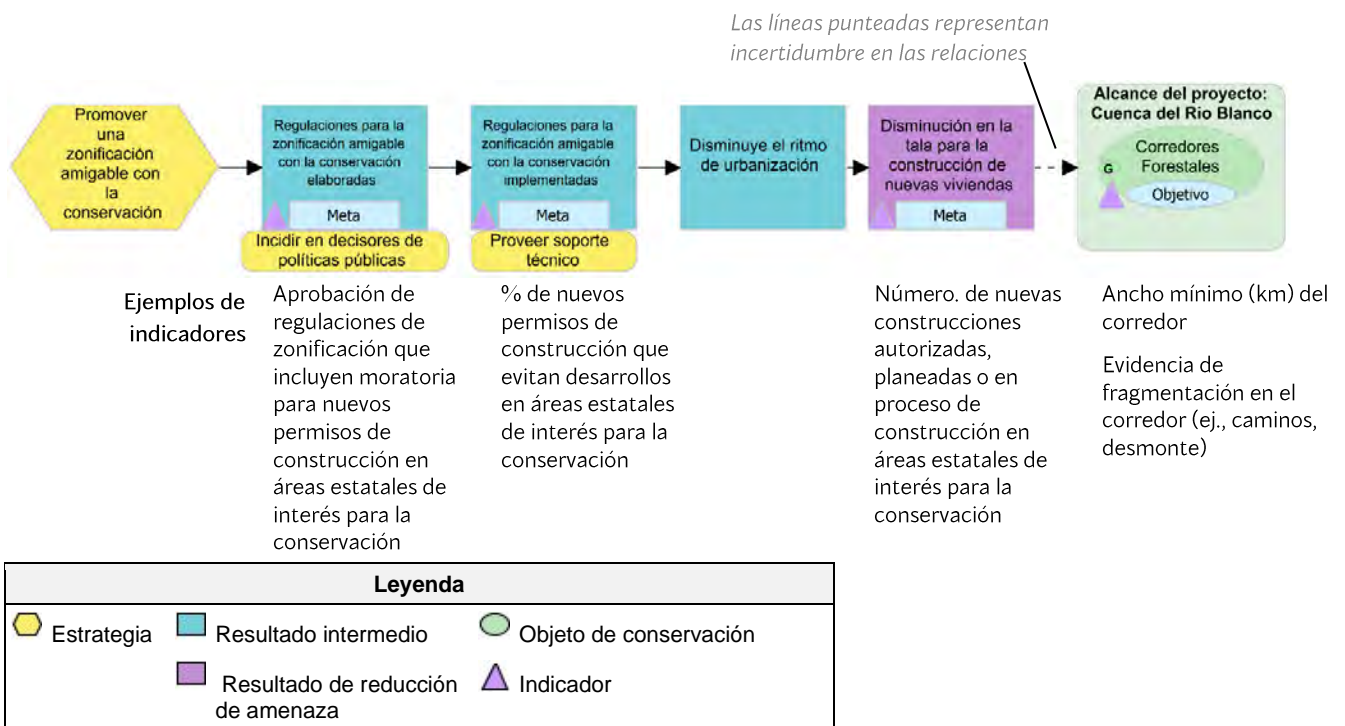 Las líneas punteadas representan
incertidumbre en las relaciones
Promover
una
zonificación
amigable con
la
conservación
Regulaciones para la
zonificación amigable
con la conservación
elaboradas
Meta
Incidir en decisores de
políticas públicas
Regulaciones para la
zonificación amigable
con la conservación
implementadas
Meta
Proveer soporte
técnico
Disminuye el ritmo
de urbanización
Disminución en la
tala para la
construcción de
nuevas viviendas
Meta
Alcance del proyecto:
Cuenca del Rio Blanco
Corredores
Forestales
G
Objetivo
Ejemplos de
indicadores
Aprobación de
regulaciones de
zonificación que
incluyen moratoria
para nuevos
permisos de
construcción en
áreas estatales de
interés para la
conservación
% de nuevos
permisos de
construcción que
evitan desarrollos
en áreas estatales
de interés para la
conservación
Número. de nuevas
construcciones
autorizadas,
planeadas o en
proceso de
construcción en
áreas estatales de
interés para la
conservación
Ancho mínimo (km) del
corredor
Evidencia de
fragmentación en el
corredor (ej., caminos,
desmonte)
Leyenda
Estrategia
Resultado intermedio
Objeto de conservación
Resultado de reducción
de amenaza
Indicador